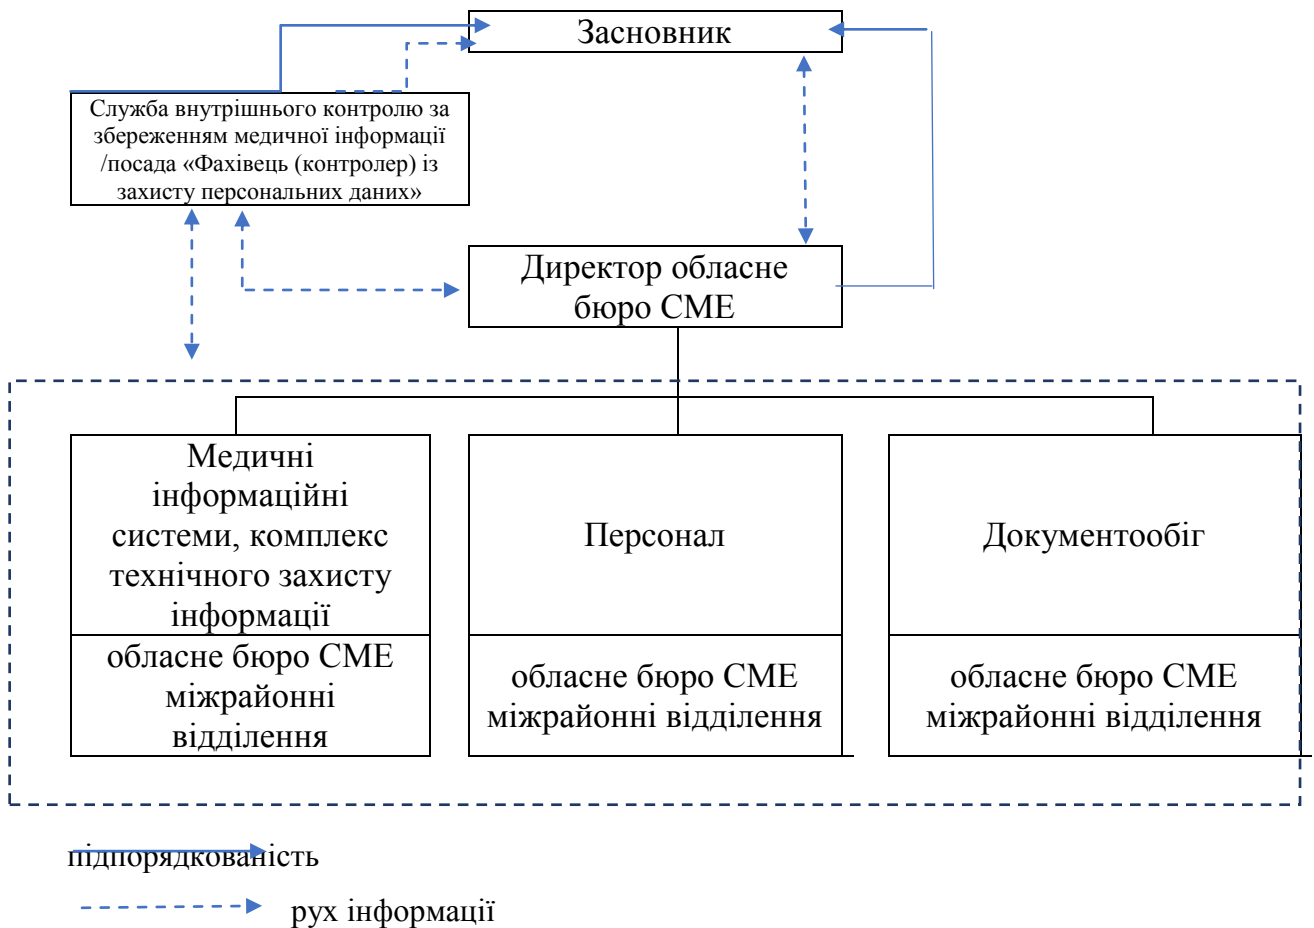 Засновник
Служба внутрішнього контролю за
збереженням медичної інформації
/посада «Фахівець (контролер) із
захисту персональних даних»
Директор обласне
бюро СМЕ
Медичні
інформаційні
системи, комплекс
технічного захисту
інформації
обласне бюро СМЕ
міжрайонні
відділення
Персонал
обласне бюро СМЕ
міжрайонні відділення
Документообіг
обласне бюро СМЕ
міжрайонні відділення
підпорядкованість
рух інформації